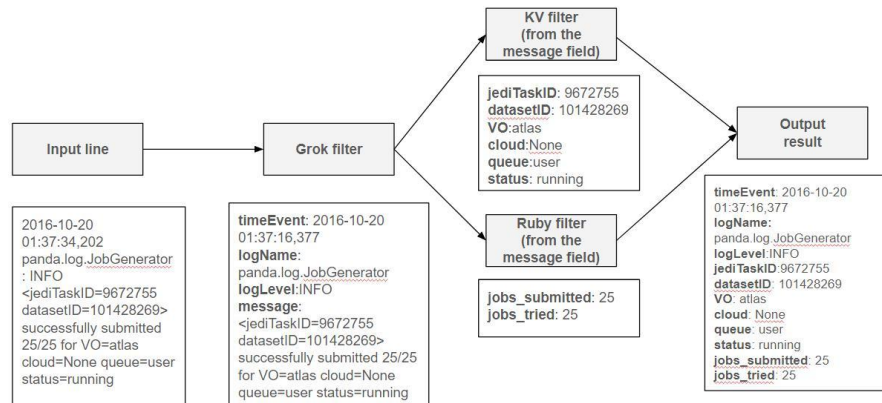 KV filter
(from the
message field)
jediTaskID: 9672755
datasetID: 101428269
VO:atlas
cloud:None
queue:user
status: running
Input line
Grok filter
Output
result
2016-10-20
01:37:34,202
panda.log.JobGenerator
: INFO
<jediTaskID=9672755
datasetID=101428269>
successfully submitted
25/25 for VO=atlas
cloud=None queue=user
status=running
timeEvent: 2016-10-20
01:37:16,377
logName:
panda.log.JobGenerator
logLevel:INFO
message:
<jediTaskID=9672755
datasetID=101428269>
successfully submitted 25/25
for VO=atlas cloud=None
queue=user status=running
Ruby filter
(from the
message field)
jobs_submitted: 25
jobs_tried: 25
timeEvent: 2016-10-20
01:37:16,377
logName:
panda.log.JobGenerator
logLevel:INFO
jediTaskID:9672755
datasetID: 101428269
VO: atlas
cloud: None
queue: user
status: running
jobs_submitted: 25
jobs_tried: 25